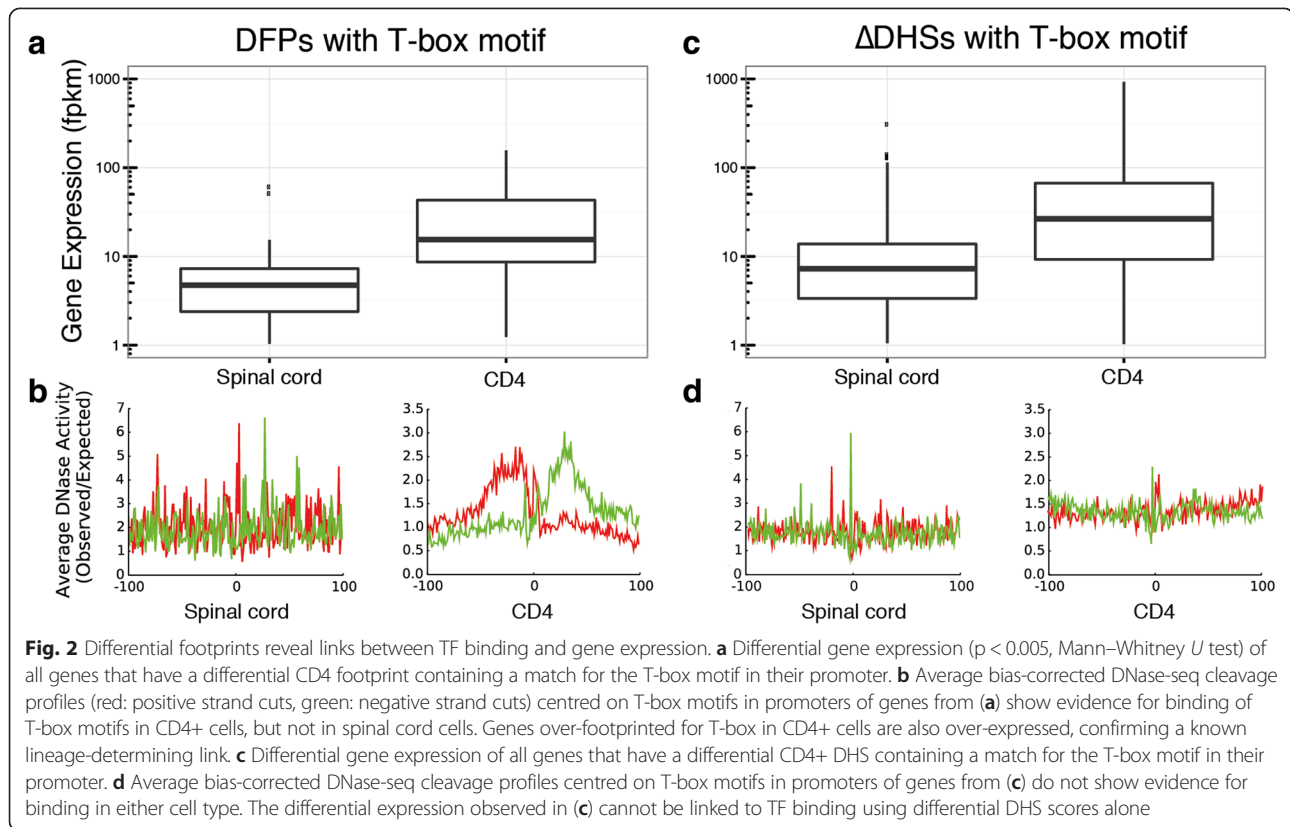 a
DFPs with T-box motif
c
ΔDHSs with T-box motif
Gene Expression (fpkm)
1000
100
10
1
Spinal cord
CD4
1000
100
10
1
Spinal cord
CD4
b
Average DNase Activity
(Observed/Expected)
7
6
5
4
3
2
1
0
-100
0
100
Spinal cord
3.5
3.0
2.5
2.0
1.5
1.0
0.5
0.0
-100
0
100
CD4
d
7
6
5
4
3
2
1
0
-100
0
100
Spinal cord
3.5
3.0
2.5
2.0
1.5
1.0
0.5
0.0
-100
0
100
CD4
Fig. 2 Differential footprints reveal links between TF binding and gene expression. a Differential gene expression (p < 0.005, Mann–Whitney U test) of
all genes that have a differential CD4 footprint containing a match for the T-box motif in their promoter. b Average bias-corrected DNase-seq cleavage
profiles (red: positive strand cuts, green: negative strand cuts) centred on T-box motifs in promoters of genes from (a) show evidence for binding of
T-box motifs in CD4+ cells, but not in spinal cord cells. Genes over-footprinted for T-box in CD4+ cells are also over-expressed, confirming a known
lineage-determining link. c Differential gene expression of all genes that have a differential CD4+ DHS containing a match for the T-box motif in their
promoter. d Average bias-corrected DNase-seq cleavage profiles centred on T-box motifs in promoters of genes from (c) do not show evidence for
binding in either cell type. The differential expression observed in (c) cannot be linked to TF binding using differential DHS scores alone